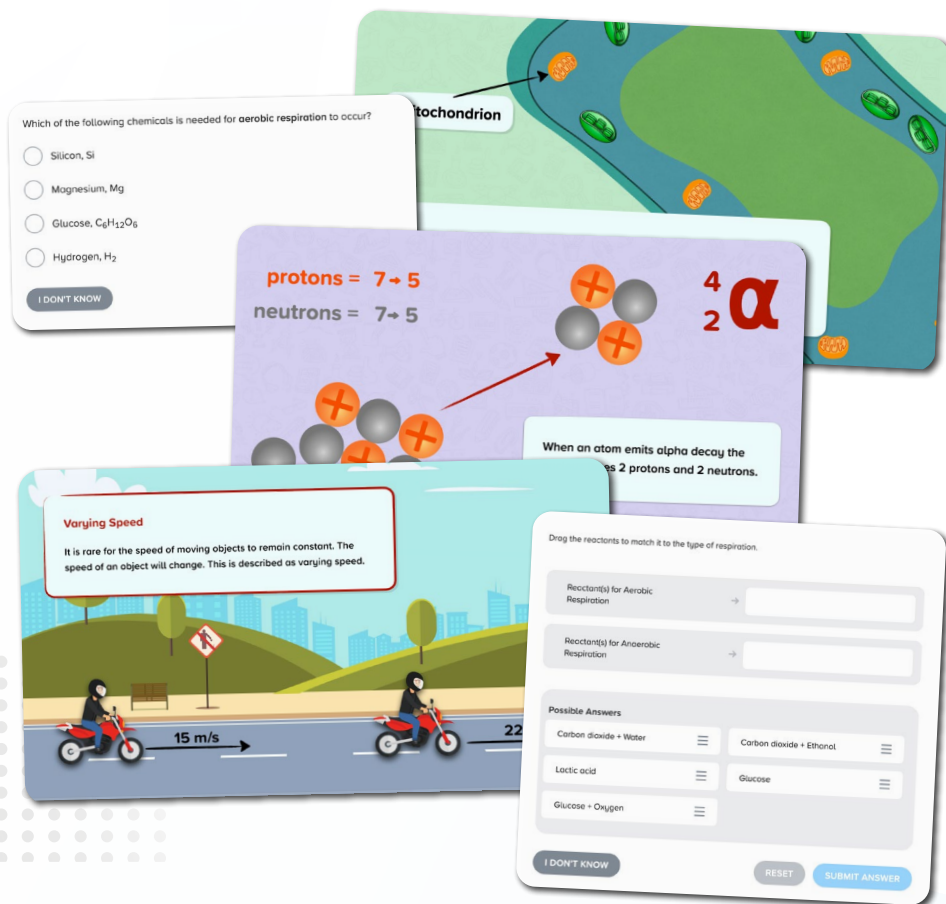 Which of the following chemicals is needed for aerobic respiration to occur?
Silicon, Si
Magnesium, Mg
Glucose, C₆H₁₂O₆
Hydrogen, H₂
I DON'T KNOW
tochondrion
protons = 7→ 5
neutrons = 7→ 5
4
2
α
When an atom emits alpha decay the
es 2 protons and 2 neutrons.
Varying Speed
It is rare for the speed of moving objects to remain constant. The
speed of an object will change. This is described as varying speed.
15 m/s
22
Drag the reactants to match it to the type of respiration.
Reactant(s) for Aerobic
Respiration
Reactant(s) for Anaerobic
Respiration
Possible Answers
Carbon dioxide + Water
Carbon dioxide + Ethanol
Lactic acid
Glucose
Glucose + Oxygen
I DON'T KNOW
RESET
SUBMIT ANSWER